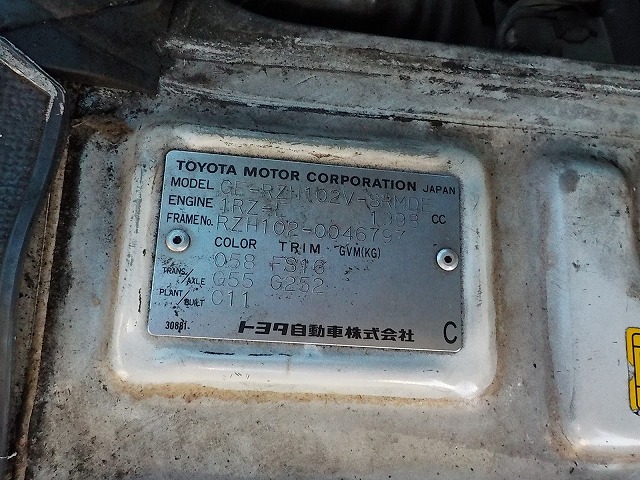 TOYOTA MOTOR CORPORATION JAPAN
MODEL GE-RZH102V-SRMDE
ENGINE 1RZ-E 1998 CC
FRAME No. RZH102-0046797
COLOR TRIM GVM(KG)
058 FS16
TRANS./AXLE G55 G252
PLANT/BUILT C11
30881
トヨタ自動車株式会社 C